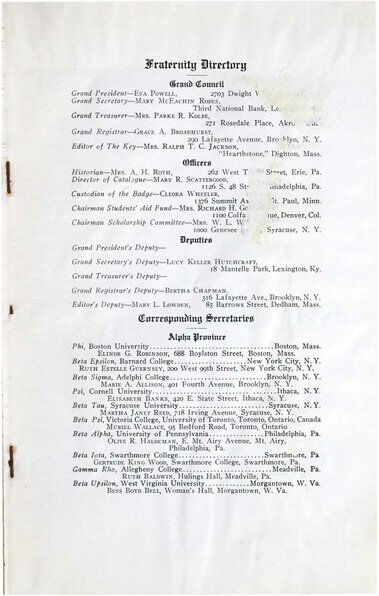 Fraternity Directory
Grand Council
Grand President—EVA POWELL, 2703 Dwight
Grand Secretary—MARY MCEACHIN RODES,
Third National Bank,
Grand Treasurer—MRS. PARKE R. KOLBE,
271 Rosedale Place,
Grand Registrar—GRACE A. BROADHURST,
290 Lafayette Avenue, Brooklyn, N. Y.
Editor of The Key—MRS. RALPH T. C. JACKSON,
"Hearthstone," Dighton, Mass.
Officers
Historian—MRS. A. H. ROTH, 262 West Street, Erie, Pa.
Director of Catalogue—MARY R. SCATTERGOOD,
1126 S. 48 Philadelphia, Pa.
Custodian of the Badge—CLEORA WHEELER,
1376 Summit St. Paul, Minn.
Chairman Students' Aid Fund—MRS. RICHARD H.
1100 Denver, Col.
Chairman Scholarship Committee—MRS. W. L.
1000 Genesee Syracuse, N. Y.
Deputies
Grand President's Deputy—
Grand Secretary's Deputy—LUCY KELLER HUTCHCRAFT,
18 Mantelle Park, Lexington, Ky.
Grand Treasurer's Deputy—
Grand Registrar's Deputy—BERTHA CHAPMAN,
316 Lafayette Ave., Brooklyn, N. Y.
Editor's Deputy—MARY L. LOWDEN, 85 Barrows Street, Dedham, Mass.
Corresponding Secretaries
Alpha Province
Phi, Boston University..........Boston, Mass.
ELINOR G. ROBINSON, 688 Boylston Street, Boston, Mass.
Beta Epsilon, Barnard College..........New York City, N. Y.
RUTH ESTELLE GUERNSEY, 200 West 99th Street, New York City, N. Y.
Beta Sigma, Adelphi College..........Brooklyn, N. Y.
MARIE A. ALLISON, 401 Fourth Avenue, Brooklyn, N. Y.
Psi, Cornell University..........Ithaca, N. Y.
ELISABETH BANKS, 420 E. State Street, Ithaca, N. Y.
Beta Tau, Syracuse University..........Syracuse, N. Y.
MARTHA JANET REED, 718 Irving Avenue, Syracuse, N. Y.
Beta Psi, Victoria College, University of Toronto, Toronto, Ontario, Canada
MURIEL WALLACE, 95 Bedford Road, Toronto, Ontario
Beta Alpha, University of Pennsylvania..........Philadelphia, Pa.
OLIVE R. HALDEMAN, E. Mt. Airy Avenue, Mt. Airy,
Philadelphia, Pa.
Beta Iota, Swarthmore College..........Swarthmore, Pa
GERTRUDE KING WOOD, Swarthmore College, Swarthmore, Pa.
Gamma Rho, Allegheny College..........Meadville, Pa.
RUTH BALDWIN, Hulings Hall, Meadville, Pa.
Beta Upsilon, West Virginia University..........Morgantown, W. Va.
BESS BOYD BELL, Woman's Hall, Morgantown, W. Va.